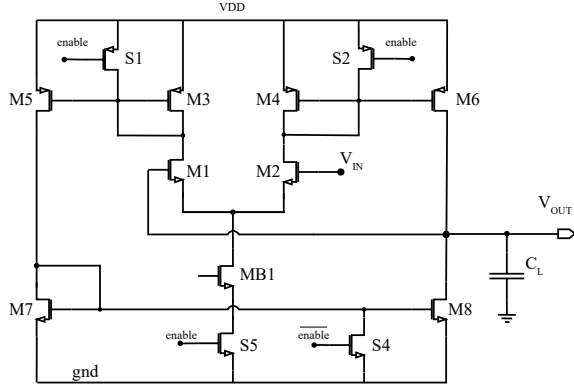 VDD
enable
S1
S2
enable
M5
M3
M4
M6
M1
M2
V_IN
V_OUT
MB1
C_L
M7
M8
enable
S5
enable
S4
gnd